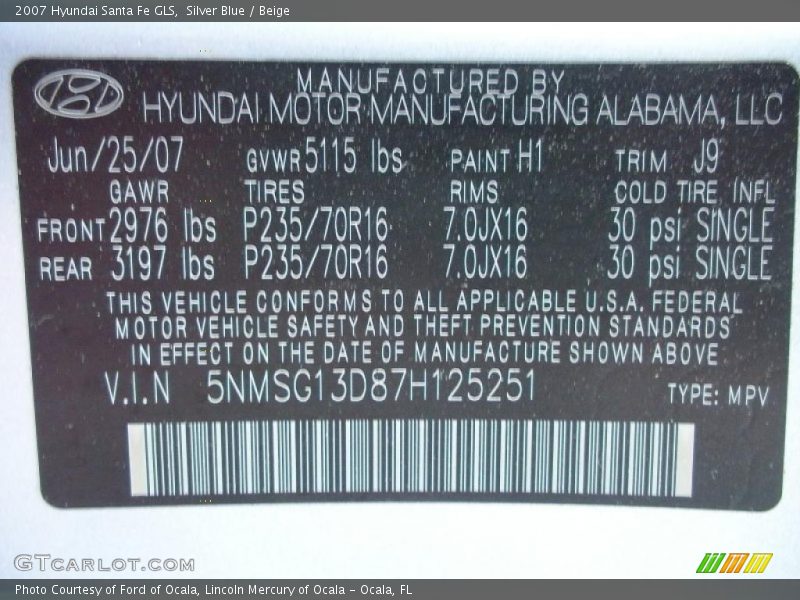 2007 Hyundai Santa Fe GLS, Silver Blue / Beige
MANUFACTURED BY
HYUNDAI MOTOR MANUFACTURING ALABAMA, LLC
Jun/25/07 GVWR 5115 lbs PAINT H1 TRIM J9
GAWR TIRES RIMS COLD TIRE INFL
FRONT 2976 lbs P235/70R16 7.0JX16 30 psi SINGLE
REAR 3197 lbs P235/70R16 7.0JX16 30 psi SINGLE
THIS VEHICLE CONFORMS TO ALL APPLICABLE U.S.A. FEDERAL
MOTOR VEHICLE SAFETY AND THEFT PREVENTION STANDARDS
IN EFFECT ON THE DATE OF MANUFACTURE SHOWN ABOVE
V.I.N 5NMSG13D87H125251 TYPE: MPV
GTCARLOT.COM
Photo Courtesy of Ford of Ocala, Lincoln Mercury of Ocala - Ocala, FL